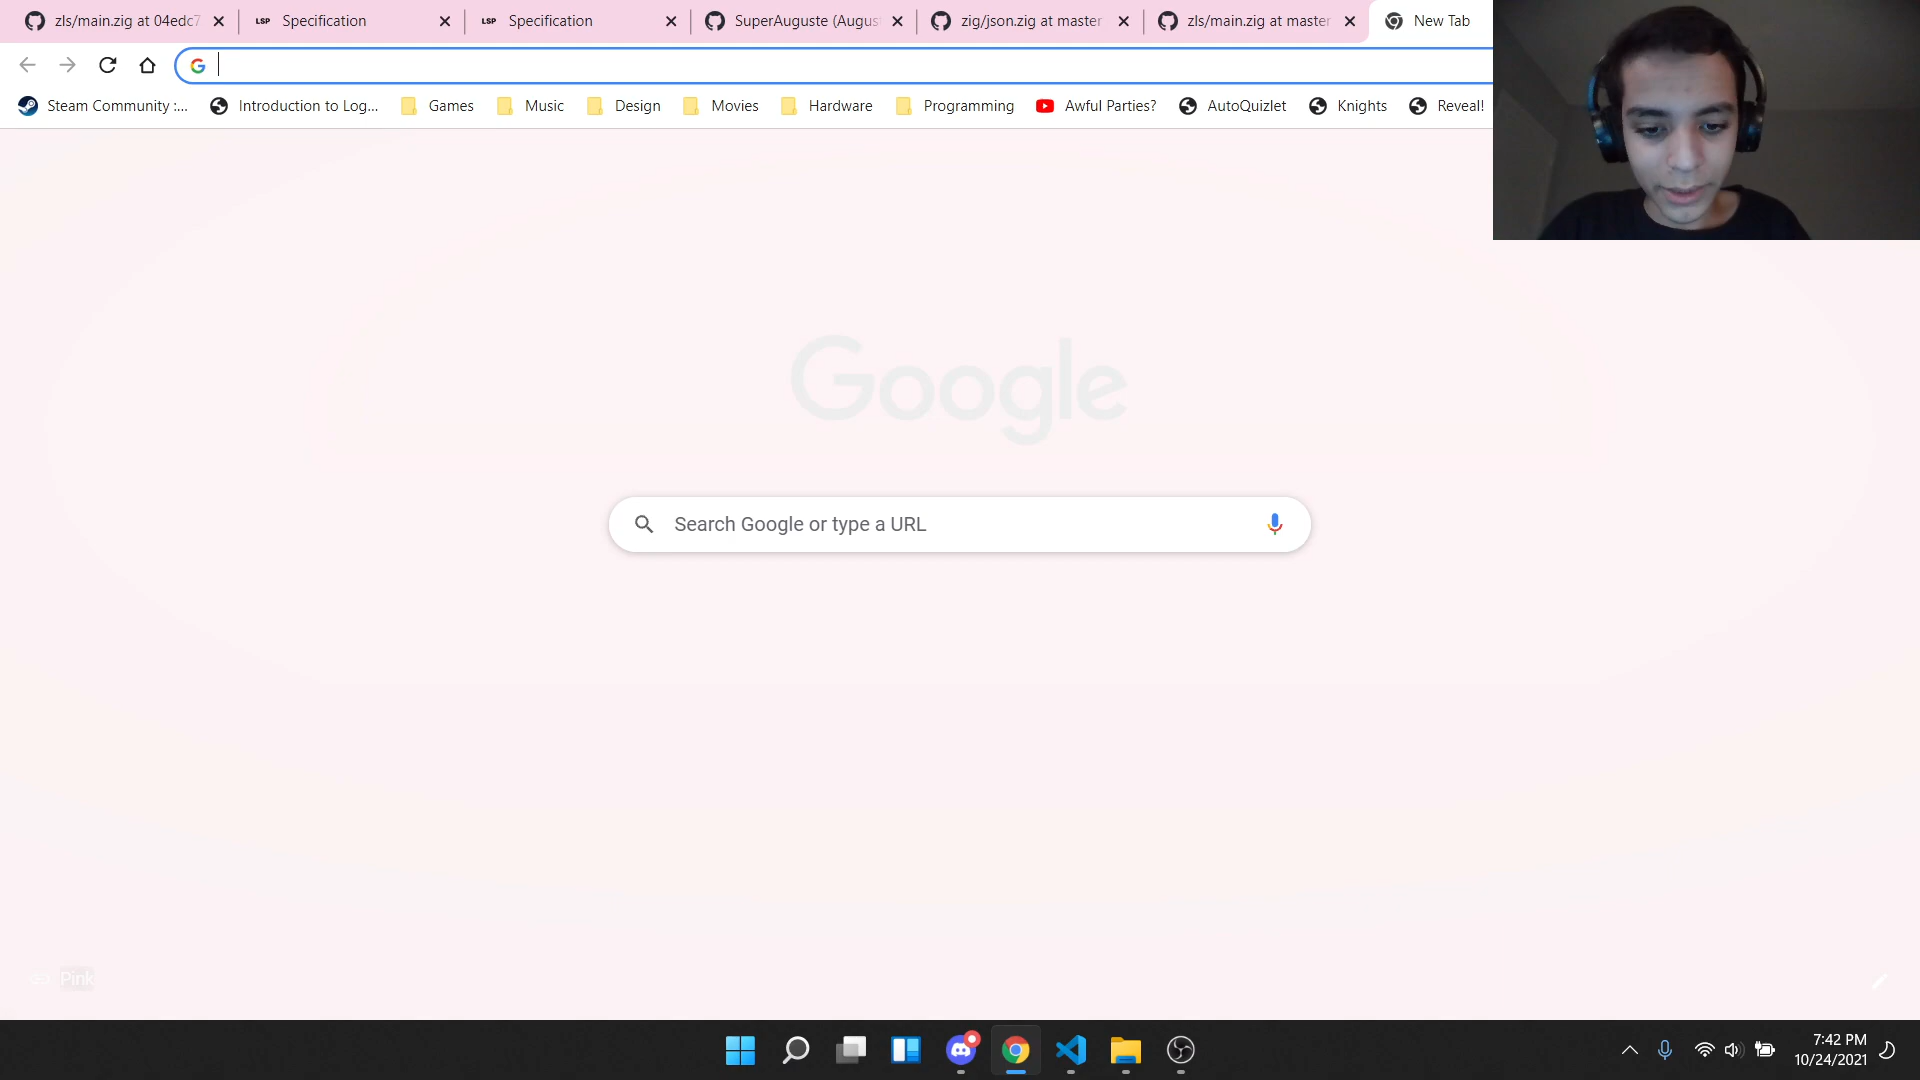 zls/main.zig at 04edc7
Specification
Specification
SuperAuguste (Augus
zig/json.zig at master
zls/main.zig at master
New Tab
Steam Community :...
Introduction to Log...
Games
Music
Design
Movies
Hardware
Programming
Awful Parties?
AutoQuizlet
Knights
Reveal!
Google
Search Google or type a URL
Pink
7:42 PM
10/24/2021